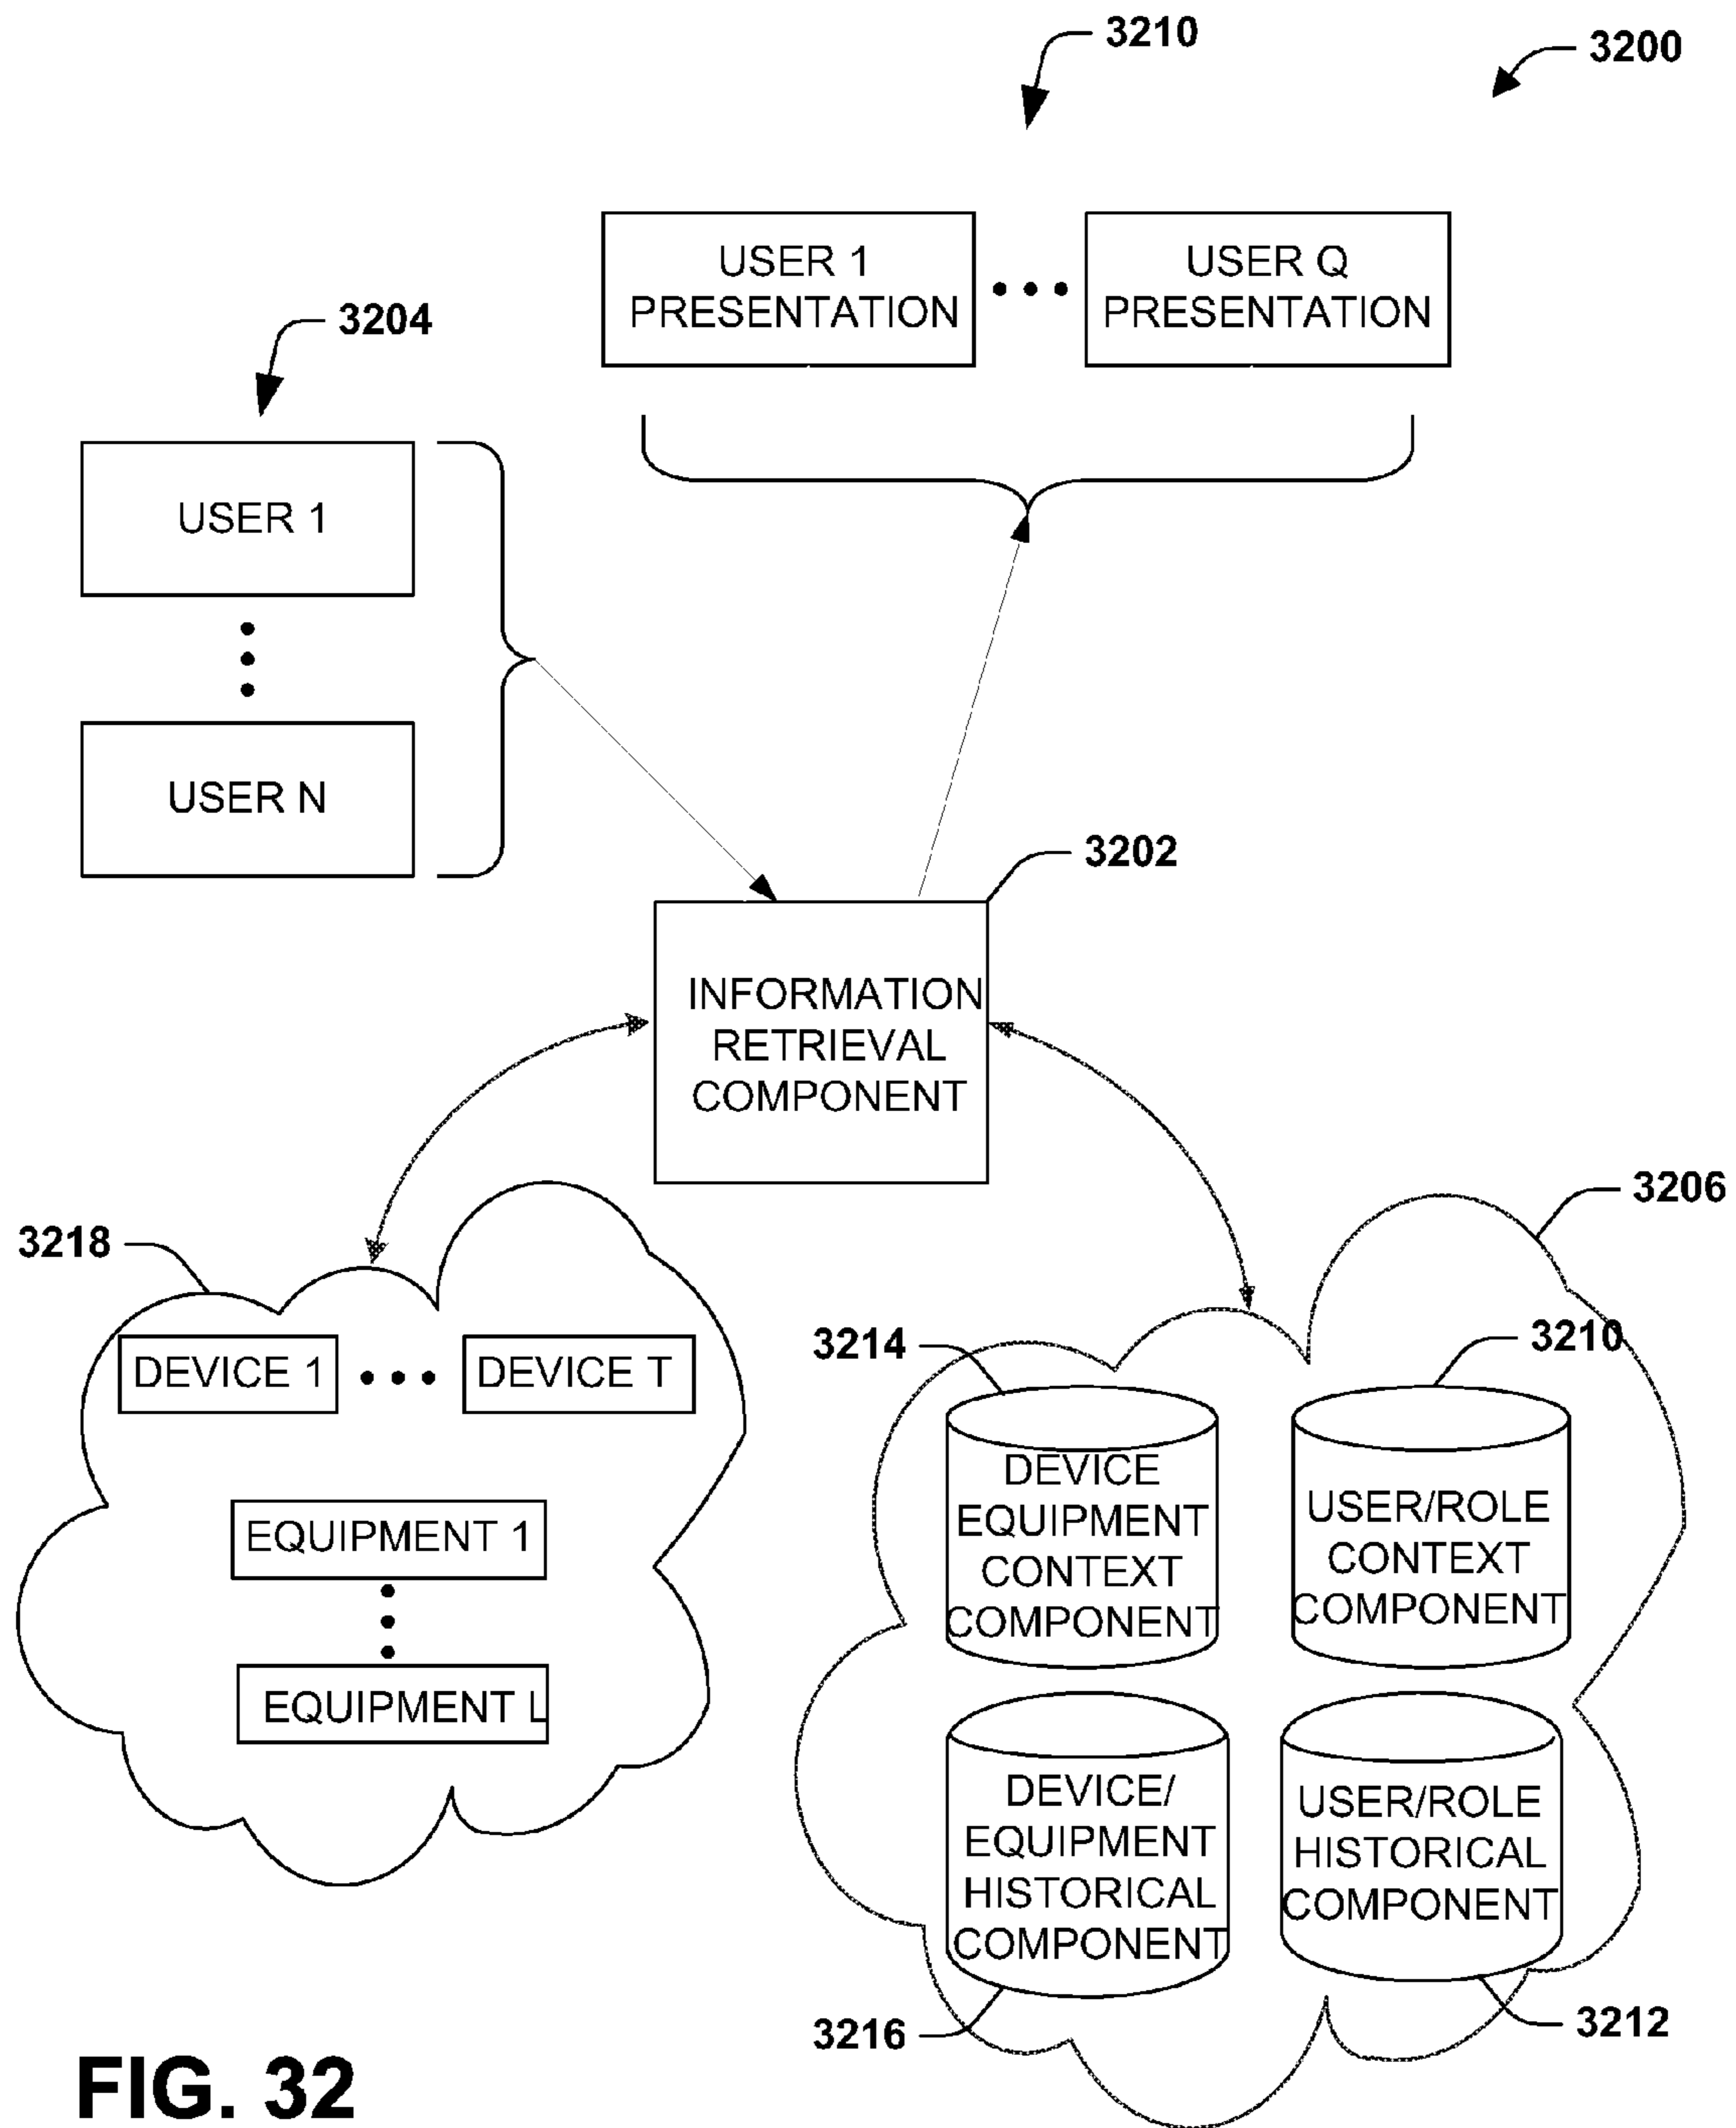 3210
3200
USER 1
PRESENTATION
USER Q
PRESENTATION
3204
USER 1
USER N
3202
INFORMATION
RETRIEVAL
COMPONENT
3206
3218
DEVICE 1
DEVICE T
EQUIPMENT 1
EQUIPMENT L
3214
3210
DEVICE
EQUIPMENT
CONTEXT
COMPONENT
USER/ROLE
CONTEXT
COMPONENT
DEVICE/
EQUIPMENT
HISTORICAL
COMPONENT
USER/ROLE
HISTORICAL
COMPONENT
3216
3212
FIG. 32